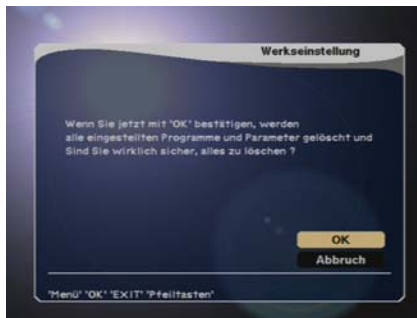 Werkseinstellung
Wenn Sie jetzt mit "OK" bestätigen, werden
alle eingestellten Programme und Parameter gelöscht und
Sind Sie wirklich sicher, alles zu löschen ?
OK
Abbruch
"Menü" "OK" "EXIT" "Pfeiltasten"